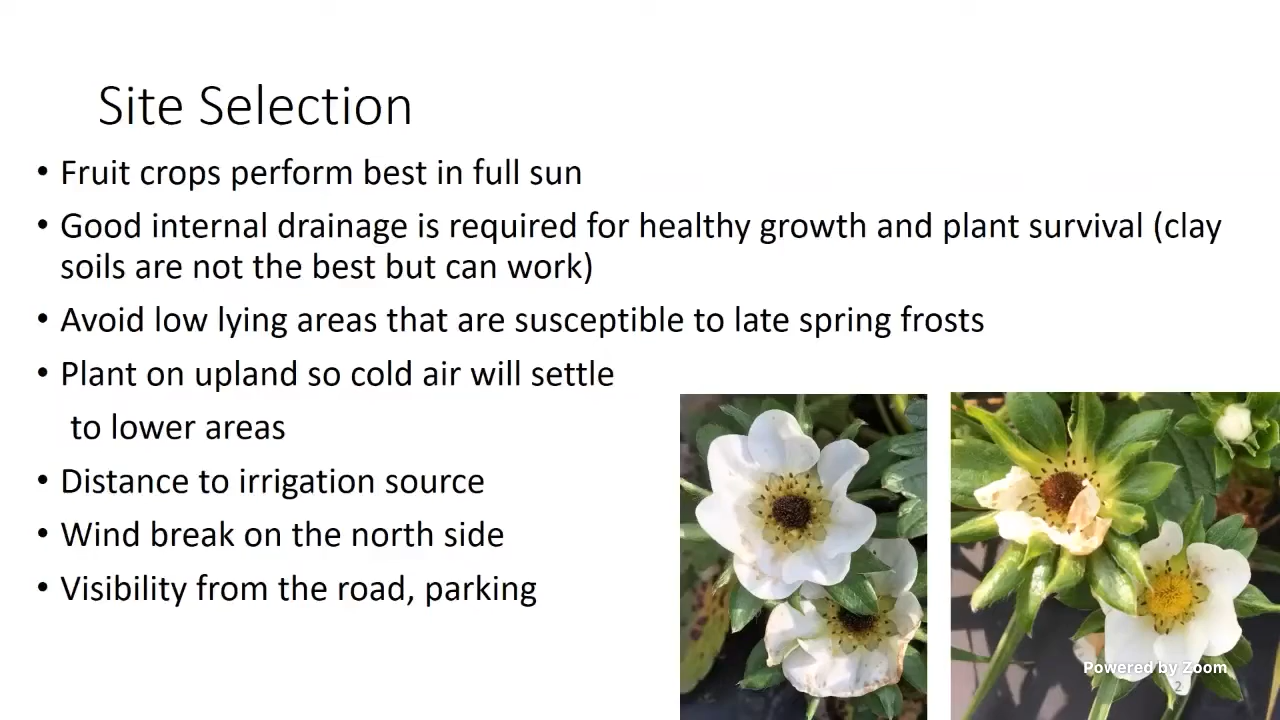 Site Selection
• Fruit crops perform best in full sun
• Good internal drainage is required for healthy growth and plant survival (clay
soils are not the best but can work)
• Avoid low lying areas that are susceptible to late spring frosts
• Plant on upland so cold air will settle
to lower areas
• Distance to irrigation source
• Wind break on the north side
• Visibility from the road, parking
Powered by Zoom
2